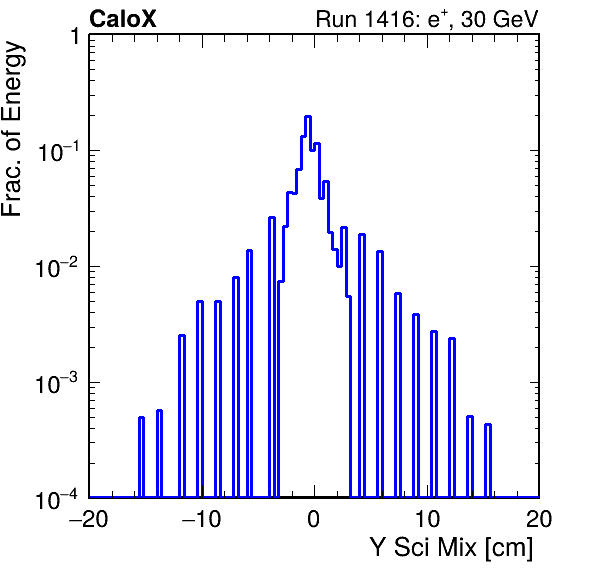 CaloX Run 1416: e⁺, 30 GeV
Frac. of Energy
1
10⁻¹
10⁻²
10⁻³
10⁻⁴
−20 −10 0 10 20
Y Sci Mix [cm]